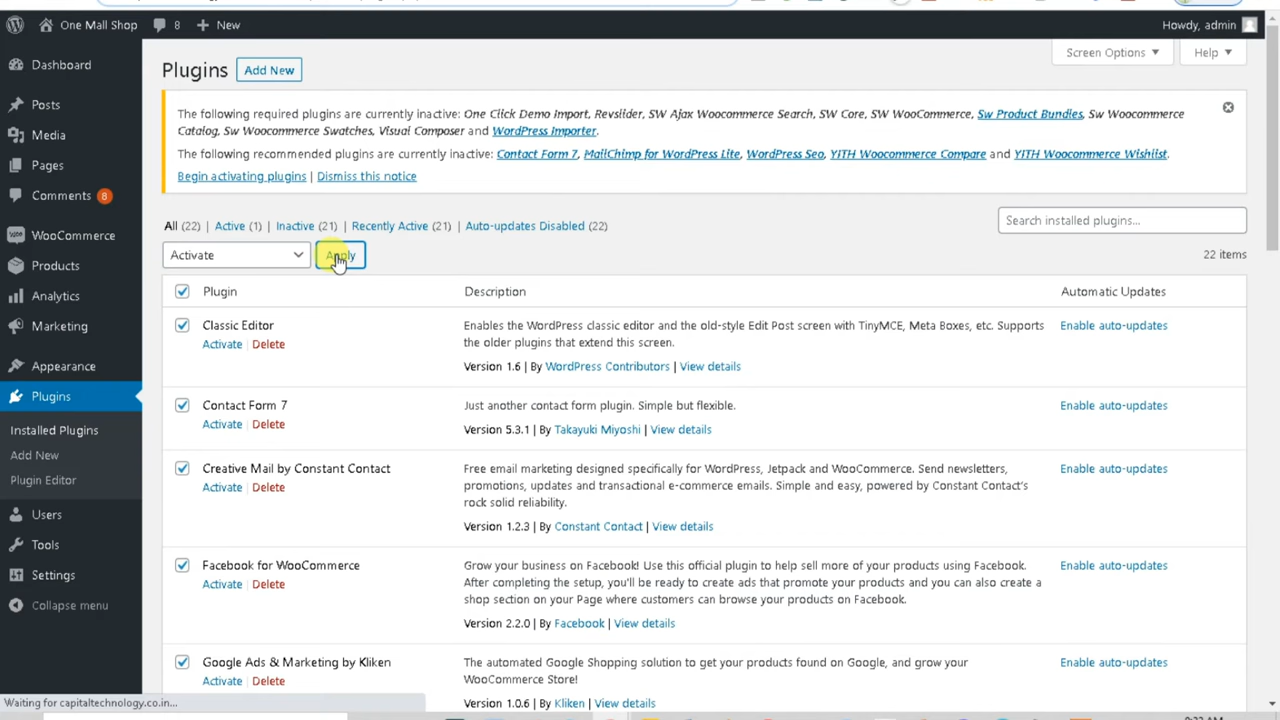 One Mall Shop
8
New
Howdy, admin
Dashboard
Posts
Media
Pages
Comments 8
WooCommerce
Products
Analytics
Marketing
Appearance
Plugins
Installed Plugins
Add New
Plugin Editor
Users
Tools
Settings
Collapse menu
Plugins
Add New
Screen Options
Help
The following required plugins are currently inactive: One Click Demo Import, Revslider, SW Ajax Woocommerce Search, SW Core, SW WooCommerce, Sw Product Bundles, Sw Woocommerce
Catalog, Sw Woocommerce Swatches, Visual Composer and WordPress Importer.
The following recommended plugins are currently inactive: Contact Form 7, MailChimp for WordPress Lite, WordPress Seo, YITH Woocommerce Compare and YITH Woocommerce Wishlist.
Begin activating plugins | Dismiss this notice
All (22) | Active (1) | Inactive (21) | Recently Active (21) | Auto-updates Disabled (22)
Search installed plugins...
Activate
Apply
22 items
Plugin
Description
Automatic Updates
Classic Editor
Activate | Delete
Enables the WordPress classic editor and the old-style Edit Post screen with TinyMCE, Meta Boxes, etc. Supports
the older plugins that extend this screen.
Version 1.6 | By WordPress Contributors | View details
Enable auto-updates
Contact Form 7
Activate | Delete
Just another contact form plugin. Simple but flexible.
Version 5.3.1 | By Takayuki Miyoshi | View details
Enable auto-updates
Creative Mail by Constant Contact
Activate | Delete
Free email marketing designed specifically for WordPress, Jetpack and WooCommerce. Send newsletters,
promotions, updates and transactional e-commerce emails. Simple and easy, powered by Constant Contact's
rock solid reliability.
Version 1.2.3 | By Constant Contact | View details
Enable auto-updates
Facebook for WooCommerce
Activate | Delete
Grow your business on Facebook! Use this official plugin to help sell more of your products using Facebook.
After completing the setup, you'll be ready to create ads that promote your products and you can also create a
shop section on your Page where customers can browse your products on Facebook.
Version 2.2.0 | By Facebook | View details
Enable auto-updates
Google Ads & Marketing by Kliken
Activate | Delete
The automated Google Shopping solution to get your products found on Google, and grow your
WooCommerce Store!
Version 1.0.6 | By Kliken | View details
Enable auto-updates
Waiting for capitaltechnology.co.in...